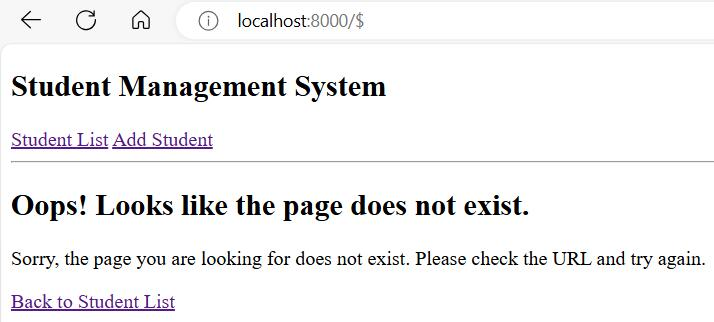 localhost:8000/$
Student Management System
Student List Add Student
Oops! Looks like the page does not exist.
Sorry, the page you are looking for does not exist. Please check the URL and try again.
Back to Student List